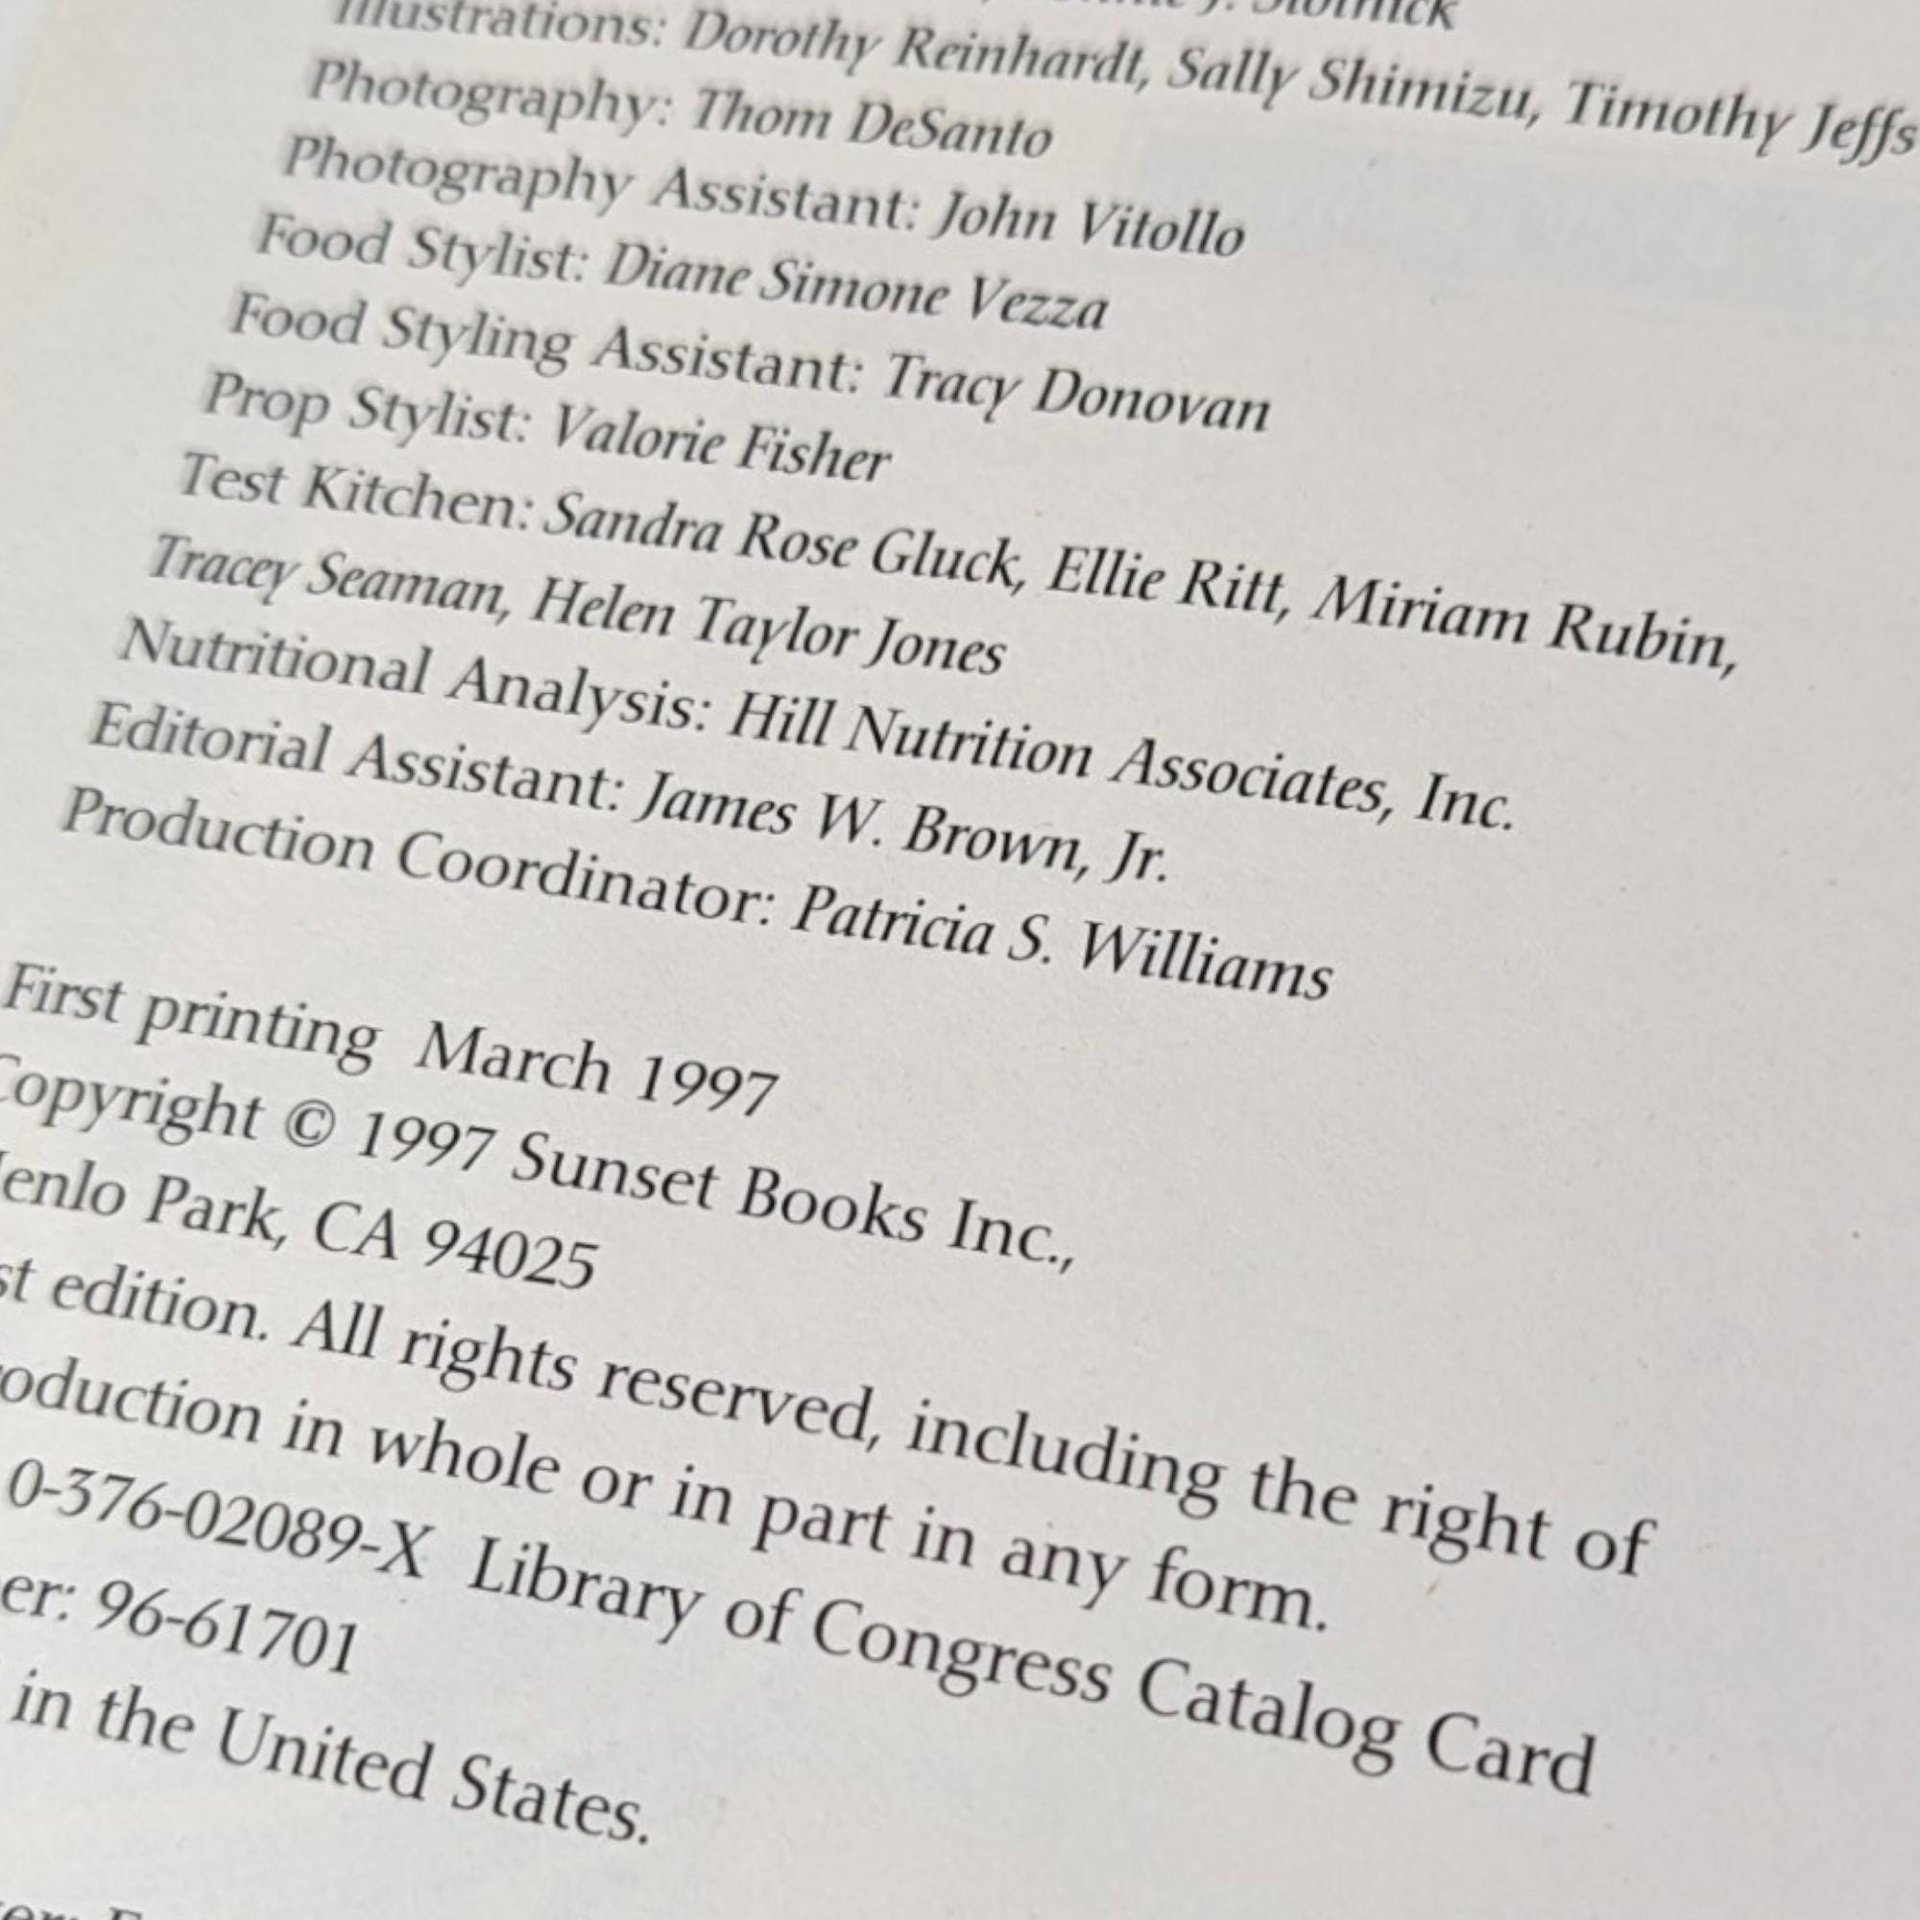 J. Slotnick
Illustrations: Dorothy Reinhardt, Sally Shimizu, Timothy Jeffs
Photography: Thom DeSanto
Photography Assistant: John Vitollo
Food Stylist: Diane Simone Vezza
Food Styling Assistant: Tracy Donovan
Prop Stylist: Valorie Fisher
Test Kitchen: Sandra Rose Gluck, Ellie Ritt, Miriam Rubin,
Tracey Seaman, Helen Taylor Jones
Nutritional Analysis: Hill Nutrition Associates, Inc.
Editorial Assistant: James W. Brown, Jr.
Production Coordinator: Patricia S. Williams
First printing March 1997
Copyright © 1997 Sunset Books Inc.,
enlo Park, CA 94025
st edition. All rights reserved, including the right of
oduction in whole or in part in any form.
0-376-02089-X Library of Congress Catalog Card
er: 96-61701
in the United States.